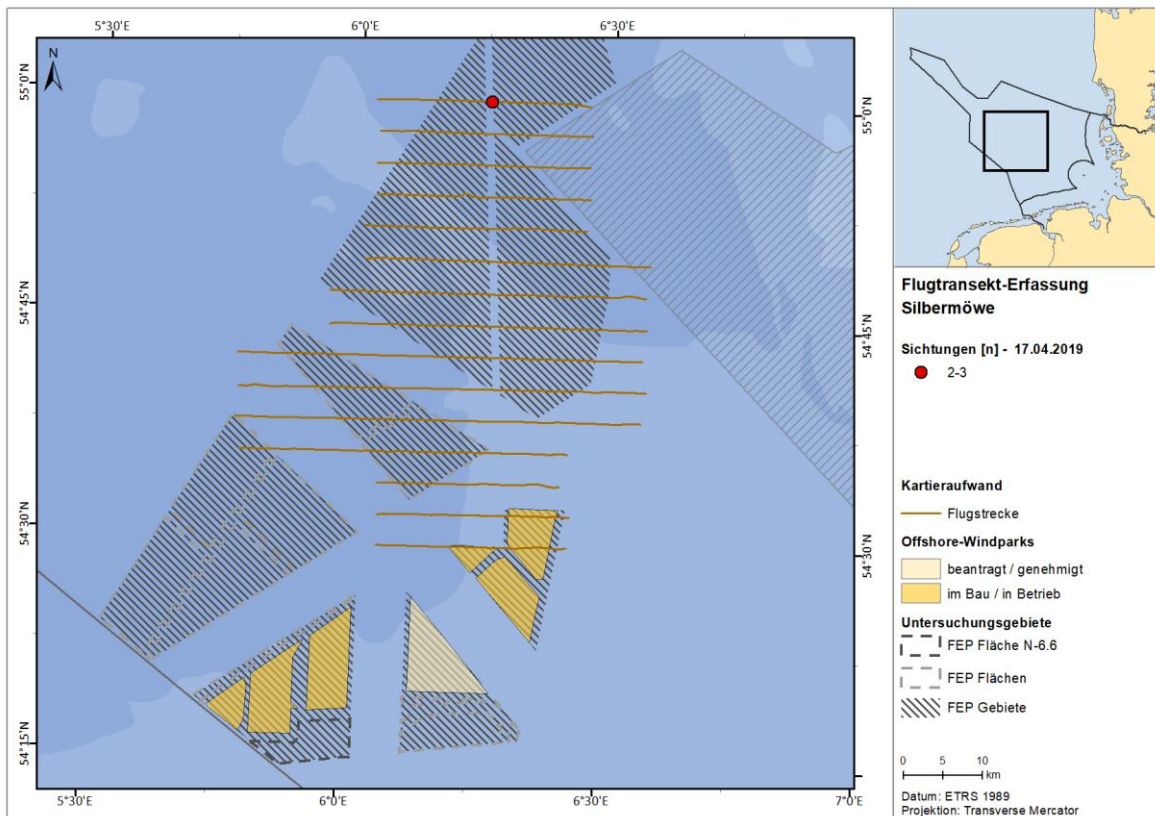 5°30'E
6°0'E
6°30'E
N
55°0'N
55°0'N
54°45'N
54°45'N
54°30'N
54°30'N
54°15'N
5°30'E
6°0'E
6°30'E
7°0'E
Flugtransekt-Erfassung
Silbermöwe
Sichtungen [n] - 17.04.2019
2-3
Kartieraufwand
Flugstrecke
Offshore-Windparks
beantragt / genehmigt
im Bau / in Betrieb
Untersuchungsgebiete
FEP Fläche N-6.6
FEP Flächen
FEP Gebiete
0 5 10
km
Datum: ETRS 1989
Projektion: Transverse Mercator